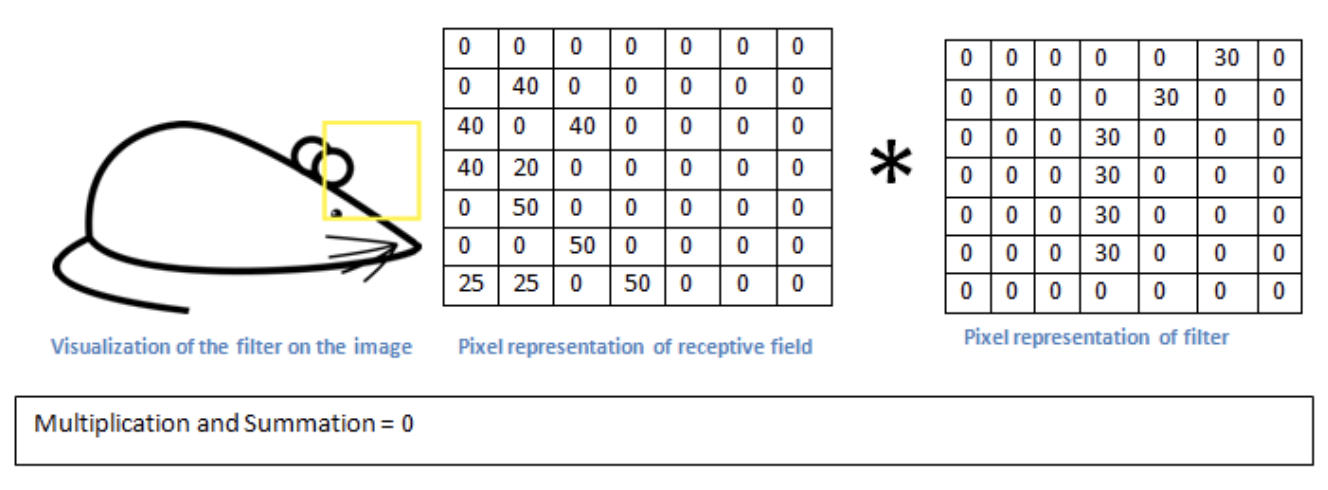 0 0 0 0 0 0 0
0 40 0 0 0 0 0
40 0 40 0 0 0 0
40 20 0 0 0 0 0
0 50 0 0 0 0 0
0 0 50 0 0 0 0
25 25 0 50 0 0 0
*
0 0 0 0 0 30 0
0 0 0 0 30 0 0
0 0 0 30 0 0 0
0 0 0 30 0 0 0
0 0 0 30 0 0 0
0 0 0 30 0 0 0
0 0 0 0 0 0 0
Visualization of the filter on the image
Pixel representation of receptive field
Pixel representation of filter
Multiplication and Summation = 0